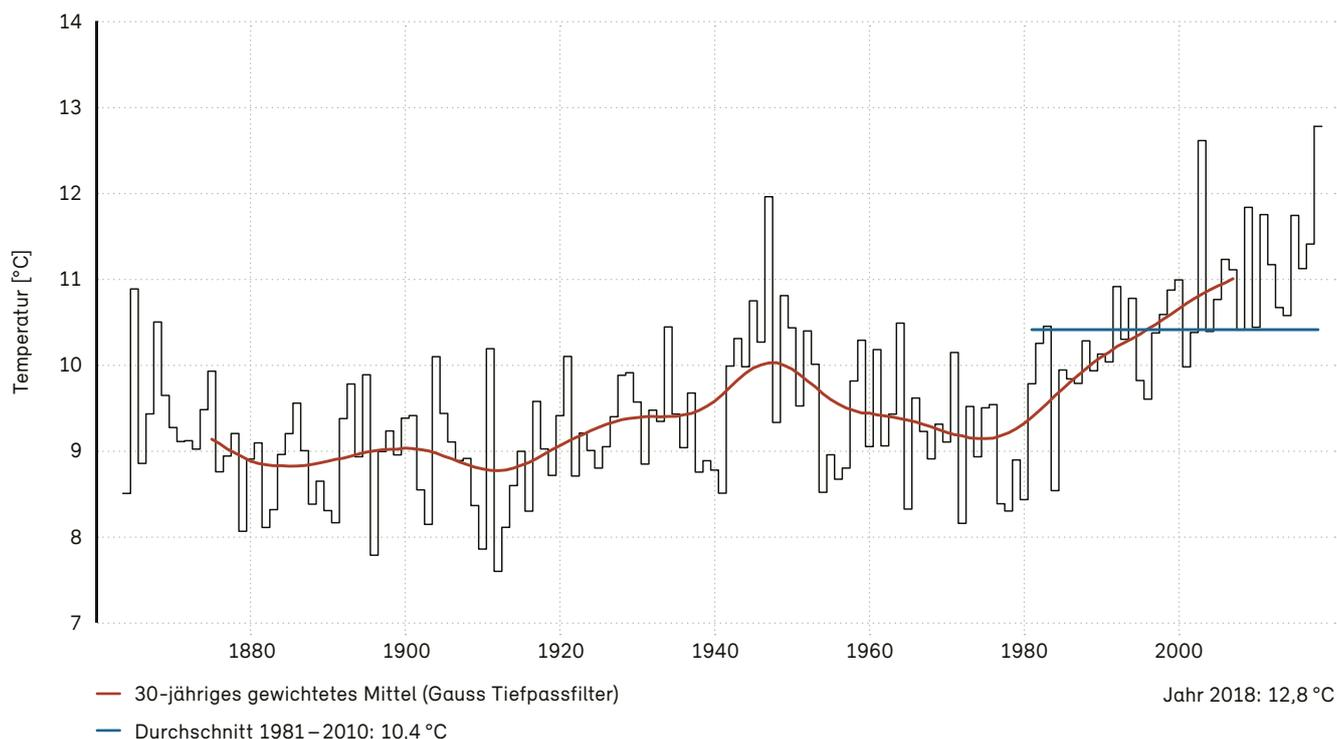 14
13
12
11
10
9
8
7
Temperatur [°C]
1880 1900 1920 1940 1960 1980 2000
30-jähriges gewichtetes Mittel (Gauss Tiefpassfilter)
Jahr 2018: 12,8 °C
Durchschnitt 1981–2010: 10,4 °C